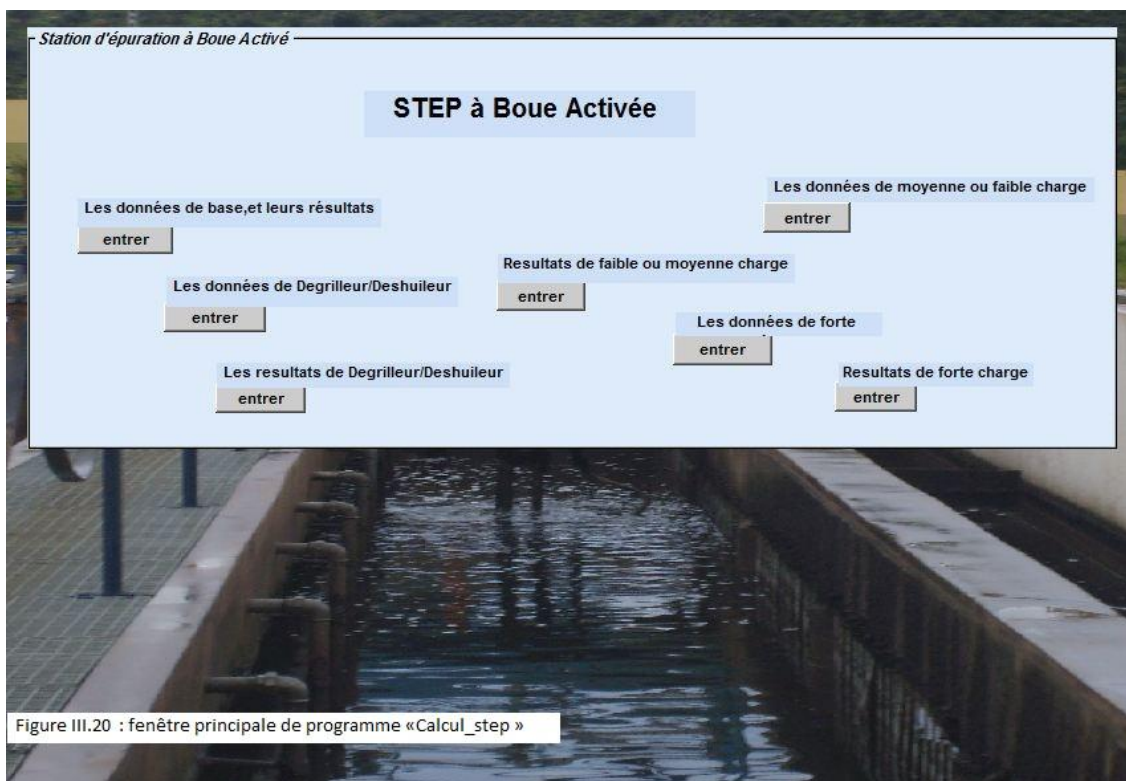 Station d'épuration à Boue Activé
STEP à Boue Activée
Les données de moyenne ou faible charge
entrer
Les données de base,et leurs résultats
entrer
Resultats de faible ou moyenne charge
entrer
Les données de Degrilleur/Deshuileur
entrer
Les données de forte
entrer
Les resultats de Degrilleur/Deshuileur
entrer
Resultats de forte charge
entrer
Figure III.20 : fenêtre principale de programme «Calcul_step »